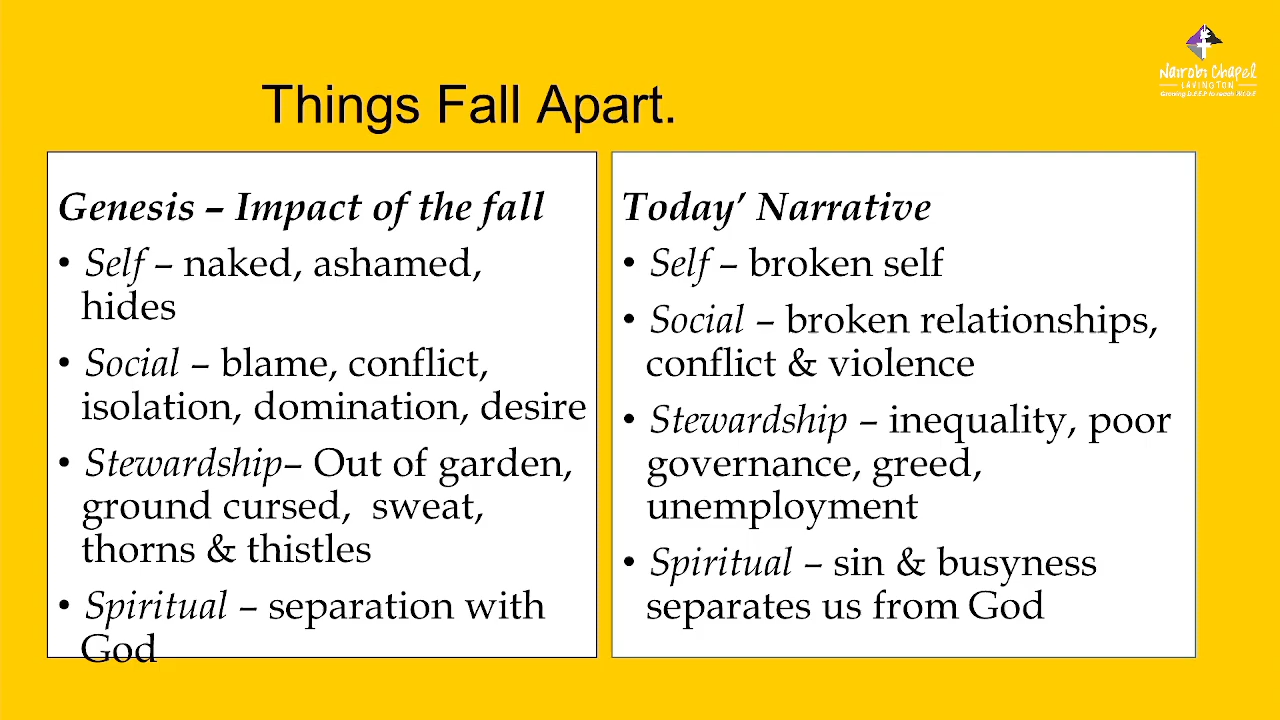 Nairobi Chapel
LAVINGTON
Growing D.E.E.P to reach W.I.D.E
Things Fall Apart.
Genesis – Impact of the fall
• Self – naked, ashamed,
hides
• Social – blame, conflict,
isolation, domination, desire
• Stewardship– Out of garden,
ground cursed,  sweat,
thorns & thistles
• Spiritual – separation with
God
Today’ Narrative
• Self – broken self
• Social – broken relationships,
conflict & violence
• Stewardship – inequality, poor
governance, greed,
unemployment
• Spiritual – sin & busyness
separates us from God